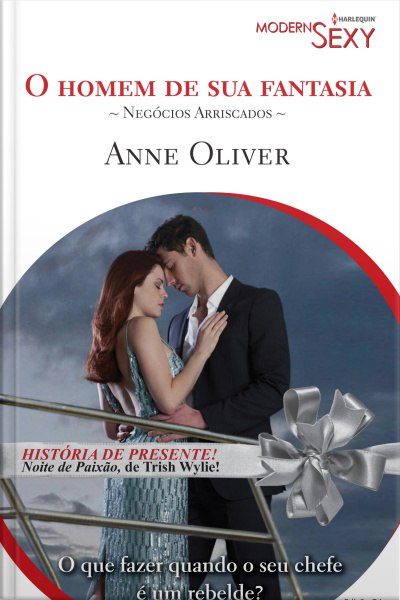 HARLEQUIN
MODERN SEXY
O HOMEM DE SUA FANTASIA
~ NEGÓCIOS ARRISCADOS ~
ANNE OLIVER
HISTÓRIA DE PRESENTE!
Noite de Paixão, de Trish Wylie!
O que fazer quando o seu chefe
é um rebelde?